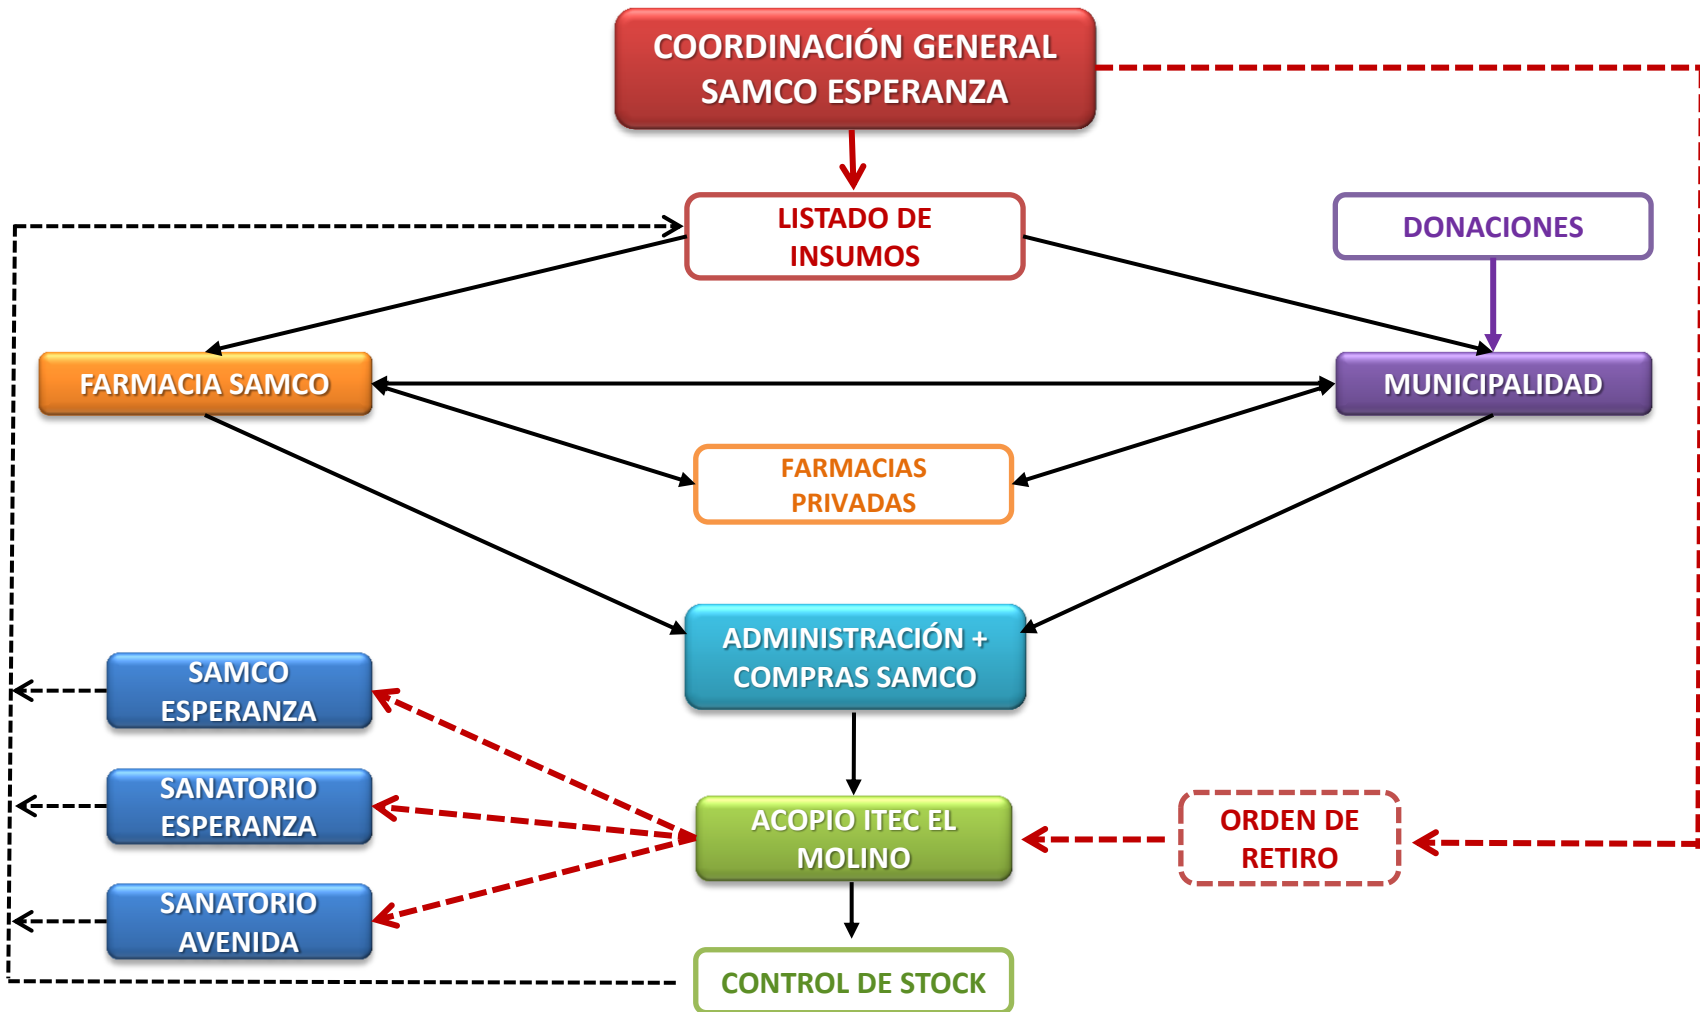 COORDINACIÓN GENERAL
SAMCO ESPERANZA
LISTADO DE
INSUMOS
DONACIONES
FARMACIA SAMCO
MUNICIPALIDAD
FARMACIAS
PRIVADAS
ADMINISTRACIÓN +
COMPRAS SAMCO
SAMCO
ESPERANZA
SANATORIO
ESPERANZA
ACOPIO ITEC EL
MOLINO
ORDEN DE
RETIRO
SANATORIO
AVENIDA
CONTROL DE STOCK